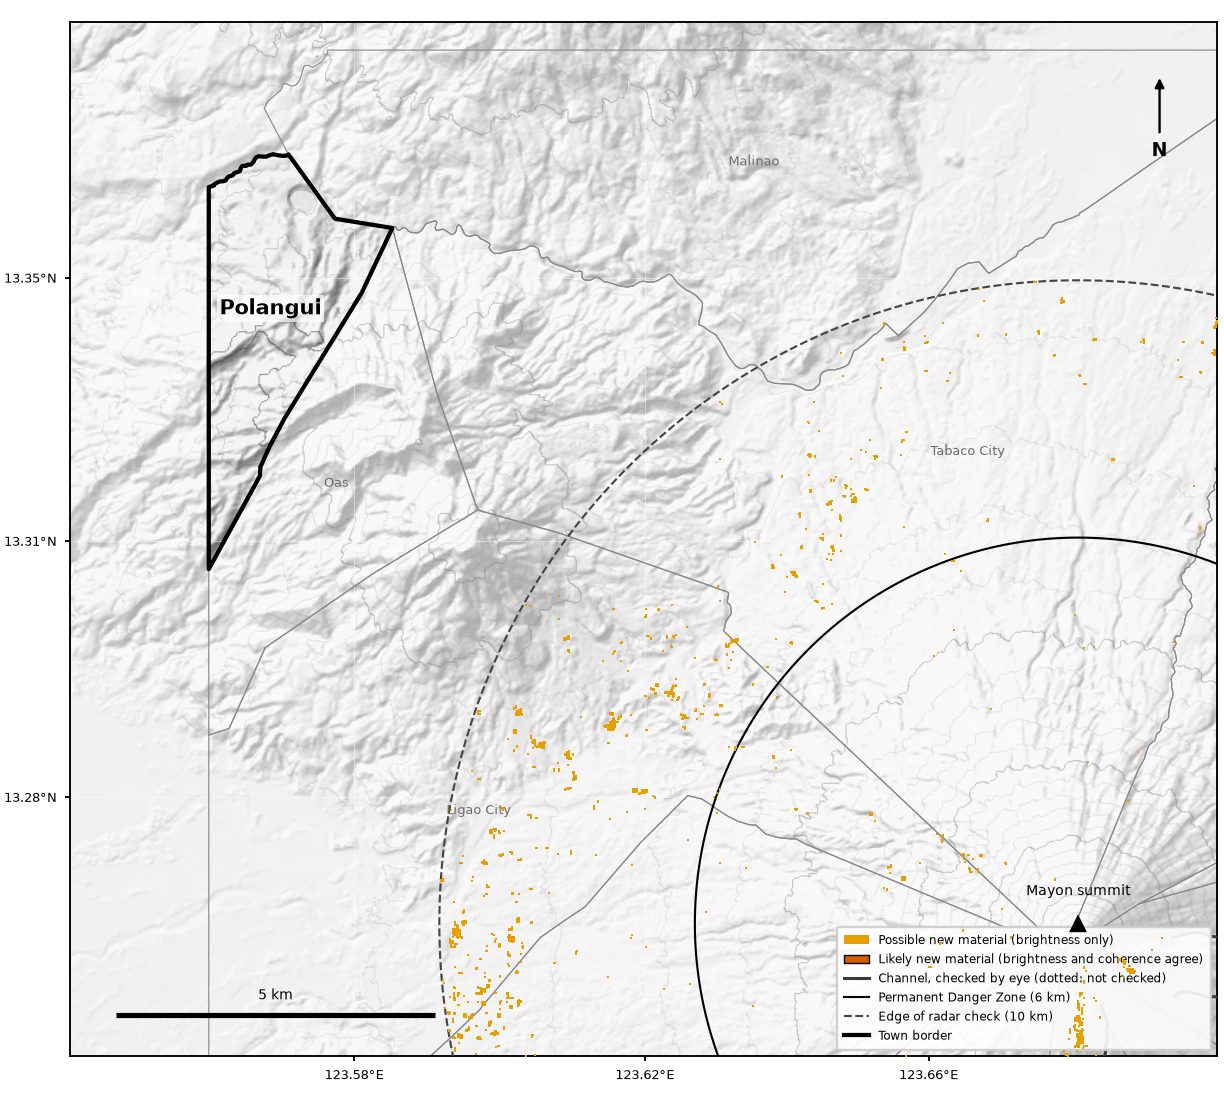 N
Malinao
13.35°N
Polangui
Tabaco City
Oas
13.31°N
13.28°N
Ligao City
Mayon summit
Possible new material (brightness only)
Likely new material (brightness and coherence agree)
Channel, checked by eye (dotted: not checked)
Permanent Danger Zone (6 km)
Edge of radar check (10 km)
Town border
5 km
123.58°E
123.62°E
123.66°E